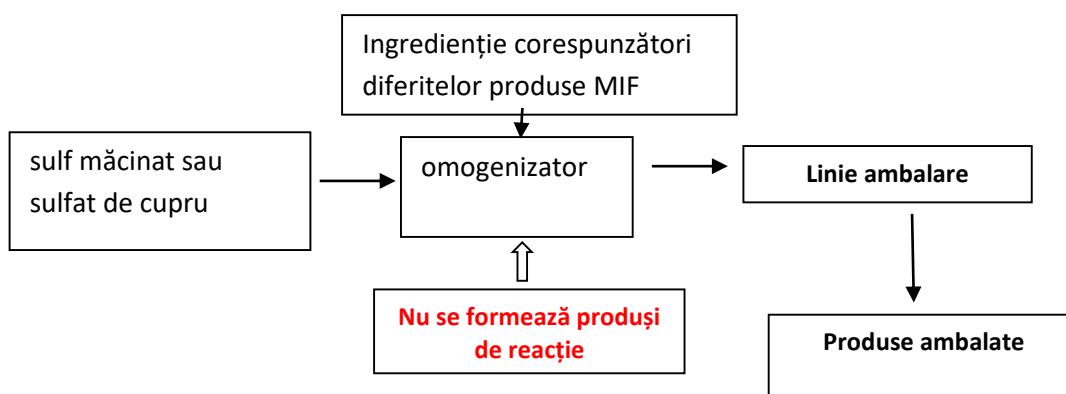 Ingrediențe corespunzători
diferitelor produse MIF
sulf măcinat sau
sulfat de cupru
omogenizator
Linie ambalare
Nu se formează produși
de reacție
Produse ambalate